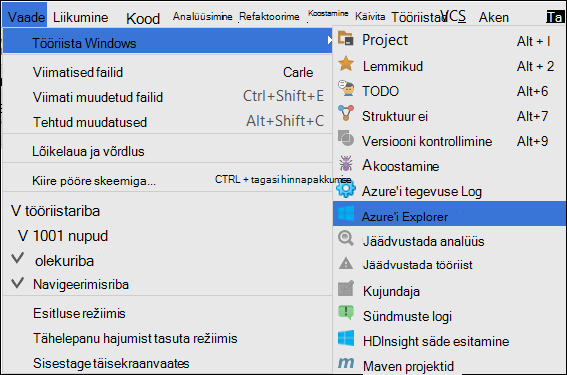 Vaade Liikumine Kood Analüüsimine Refaktoorime Koostamine Käivita Tööriistad VCS Aken Ta
Tööriista Windows
Viimatised failid Carle
Viimati muudetud failid Ctrl+Shift+E
Tehtud muudatused Alt+Shift+C
Lõikelaua ja võrdlus
Kiire pööre skeemiga... CTRL + tagasi hinnapakkumise
V tööriistariba
V 1001 nupud
olekuriba
Navigeerimisriba
Esitluse režiimis
Tähelepanu hajumist tasuta režiimis
Sisestage täisekraanvaates
Project Alt + I
Lemmikud Alt + 2
TODO Alt+6
Struktuur ei Alt+7
Versiooni kontrollimine Alt+9
Akoostamine
Azure'i tegevuse Log
Azure'i Explorer
Jäädvustada analüüs
Jäädvustada tööriist
Kujundaja
Sündmuste logi
HDInsight säde esitamine
Maven projektid